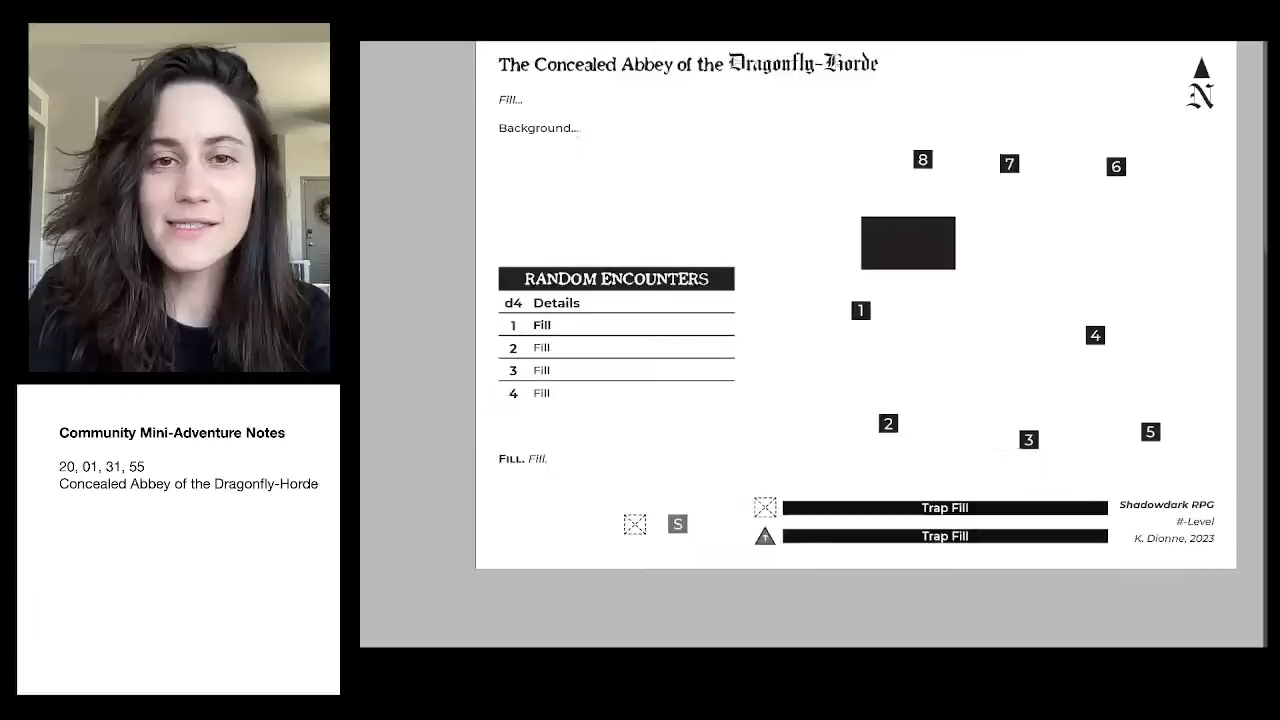 The Concealed Abbey of the Dragonfly-Horde
N
Fill...
Background...
8
7
6
1
4
2
3
5
RANDOM ENCOUNTERS
d4 Details
1 Fill
2 Fill
3 Fill
4 Fill
FILL. Fill.
S
Trap Fill
Trap Fill
Shadowdark RPG
#-Level
K. Dionne, 2023
Community Mini-Adventure Notes
20, 01, 31, 55
Concealed Abbey of the Dragonfly-Horde